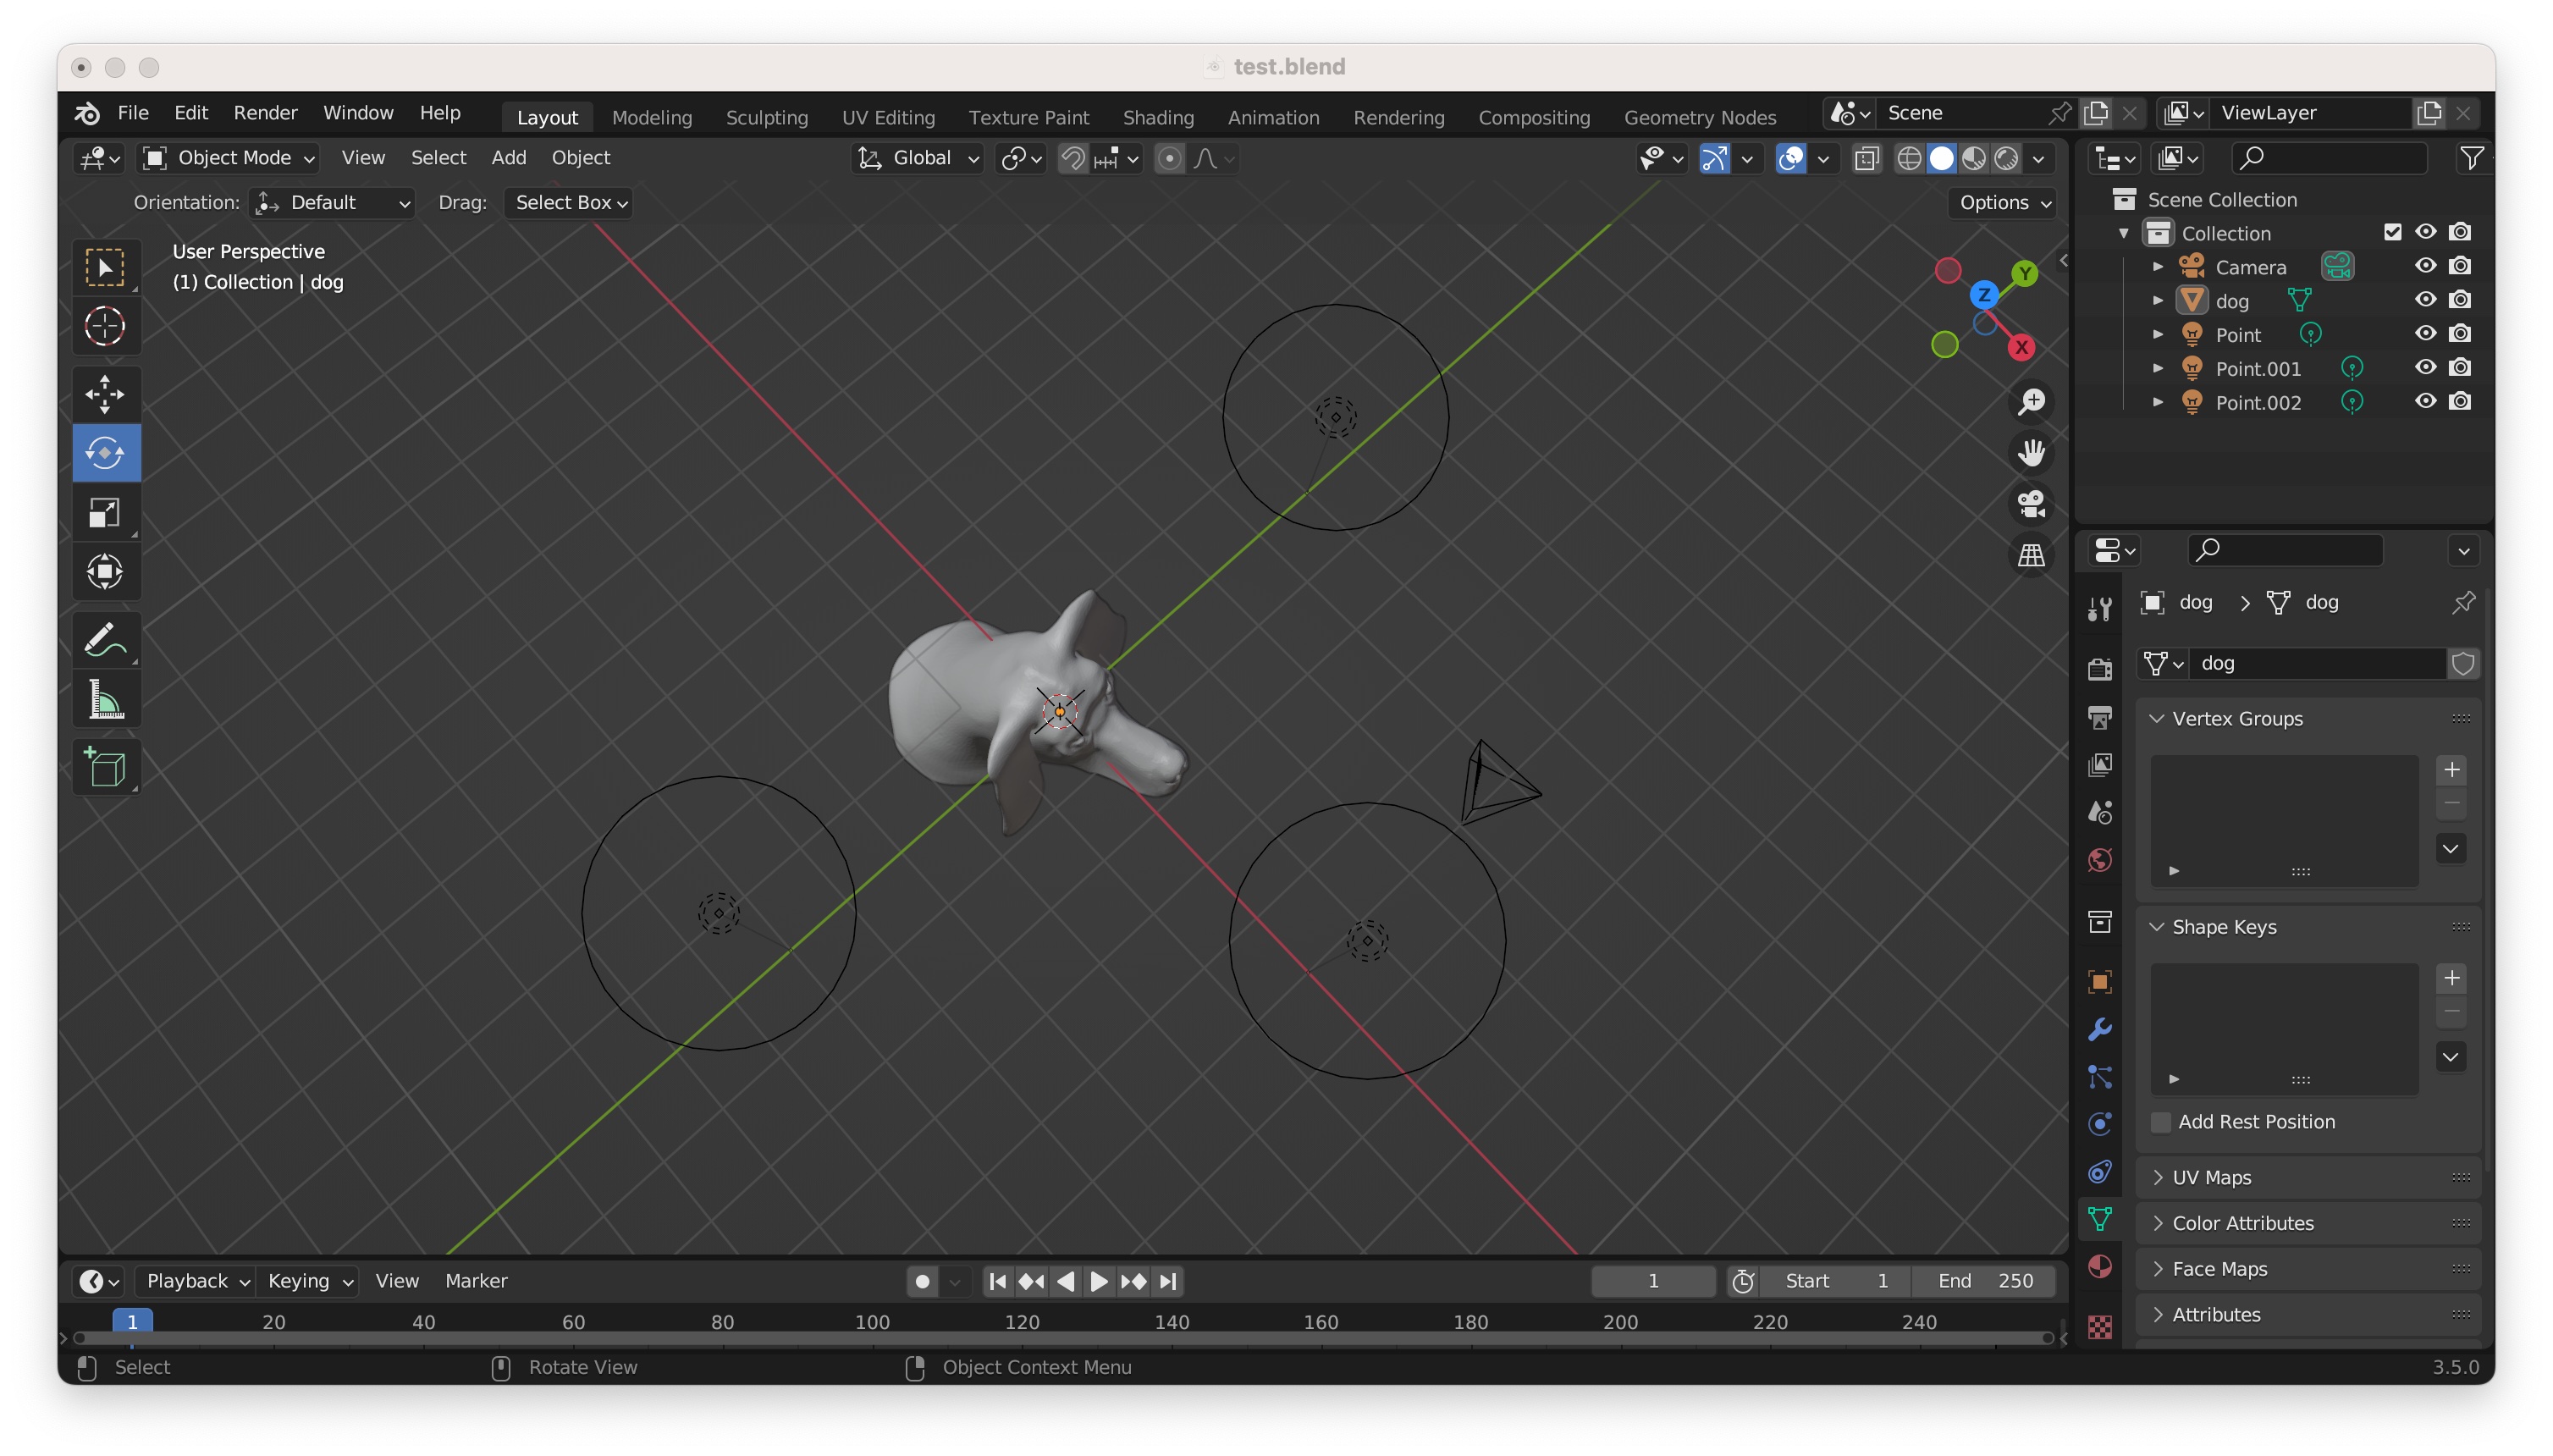 test.blend
File Edit Render Window Help Layout Modeling Sculpting UV Editing Texture Paint Shading Animation Rendering Compositing Geometry Nodes Scene ViewLayer
Object Mode View Select Add Object Global
Orientation: Default Drag: Select Box Options
User Perspective
(1) Collection | dog
Y
Z
X
Scene Collection
Collection
Camera
dog
Point
Point.001
Point.002
dog > dog
dog
Vertex Groups
Shape Keys
Add Rest Position
UV Maps
Color Attributes
Face Maps
Attributes
Playback Keying View Marker 1 Start 1 End 250
1 20 40 60 80 100 120 140 160 180 200 220 240
Select Rotate View Object Context Menu 3.5.0